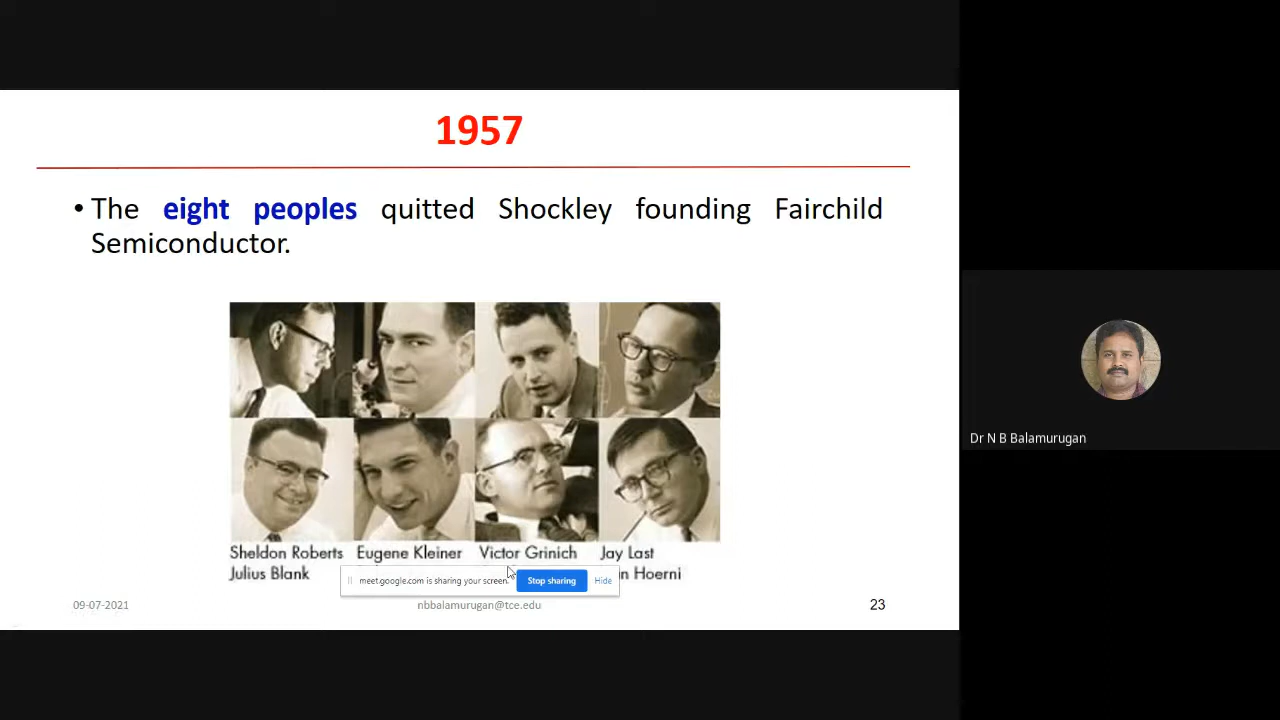 1957
• The eight peoples quitted Shockley founding Fairchild
Semiconductor.
Sheldon Roberts Eugene Kleiner Victor Grinich Jay Last
Julius Blank n Hoerni
meet.google.com is sharing your screen. Stop sharing Hide
09-07-2021 nbbalamurugan@tce.edu 23
Dr N B Balamurugan